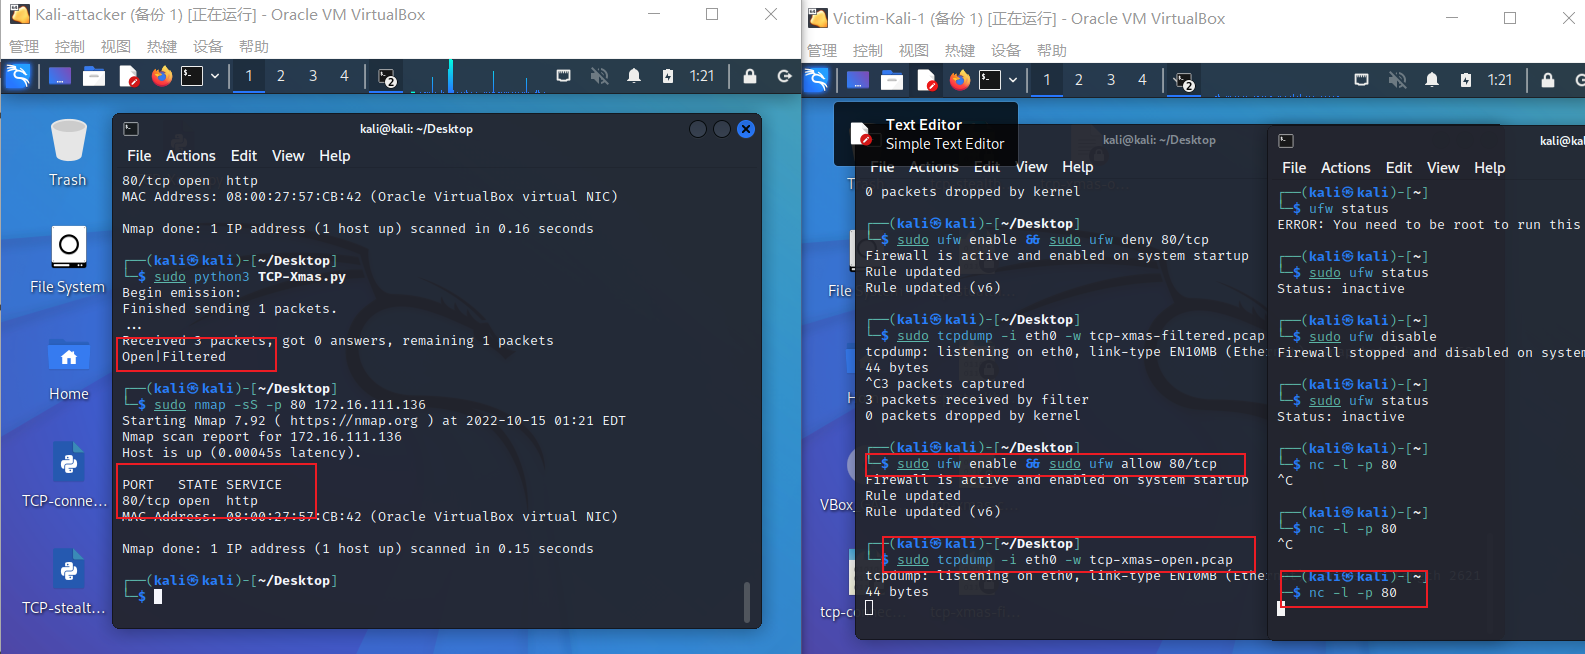 Kali-attacker (备份 1) [正在运行] - Oracle VM VirtualBox
管理 控制 视图 热键 设备 帮助
1 2 3 4 2 1:21
Trash
File System
Home
TCP-conne...
TCP-stealt...
kali@kali: ~/Desktop
File Actions Edit View Help
80/tcp open  http
MAC Address: 08:00:27:57:CB:42 (Oracle VirtualBox virtual NIC)
Nmap done: 1 IP address (1 host up) scanned in 0.16 seconds
┌──(kali㉿kali)-[~/Desktop]
└─$ sudo python3 TCP-Xmas.py
Begin emission:
Finished sending 1 packets.
...
Received 3 packets, got 0 answers, remaining 1 packets
Open|Filtered
┌──(kali㉿kali)-[~/Desktop]
└─$ sudo nmap -sS -p 80 172.16.111.136
Starting Nmap 7.92 ( https://nmap.org ) at 2022-10-15 01:21 EDT
Nmap scan report for 172.16.111.136
Host is up (0.00045s latency).
PORT   STATE SERVICE
80/tcp open  http
MAC Address: 08:00:27:57:CB:42 (Oracle VirtualBox virtual NIC)
Nmap done: 1 IP address (1 host up) scanned in 0.15 seconds
┌──(kali㉿kali)-[~/Desktop]
└─$
Victim-Kali-1 (备份 1) [正在运行] - Oracle VM VirtualBox
管理 控制 视图 热键 设备 帮助
1 2 3 4 2 1:21
Text Editor
Simple Text Editor
File
VBox_
tcp-co
kali@kali: ~/Desktop
File Actions Edit View Help
0 packets dropped by kernel
┌──(kali㉿kali)-[~/Desktop]
└─$ sudo ufw enable && sudo ufw deny 80/tcp
Firewall is active and enabled on system startup
Rule updated
Rule updated (v6)
┌──(kali㉿kali)-[~/Desktop]
└─$ sudo tcpdump -i eth0 -w tcp-xmas-filtered.pcap
tcpdump: listening on eth0, link-type EN10MB (Ethe
44 bytes
^C3 packets captured
3 packets received by filter
0 packets dropped by kernel
┌──(kali㉿kali)-[~/Desktop]
└─$ sudo ufw enable && sudo ufw allow 80/tcp
Firewall is active and enabled on system startup
Rule updated
Rule updated (v6)
┌──(kali㉿kali)-[~/Desktop]
└─$ sudo tcpdump -i eth0 -w tcp-xmas-open.pcap
tcpdump: listening on eth0, link-type EN10MB (Ethe
44 bytes
kali@kal
File Actions Edit View Help
┌──(kali㉿kali)-[~]
└─$ ufw status
ERROR: You need to be root to run this
┌──(kali㉿kali)-[~]
└─$ sudo ufw status
Status: inactive
┌──(kali㉿kali)-[~]
└─$ sudo ufw disable
Firewall stopped and disabled on system
┌──(kali㉿kali)-[~]
└─$ sudo ufw status
Status: inactive
┌──(kali㉿kali)-[~]
└─$ nc -l -p 80
^C
┌──(kali㉿kali)-[~]
└─$ nc -l -p 80
^C
┌──(kali㉿kali)-[~]
└─$ nc -l -p 80